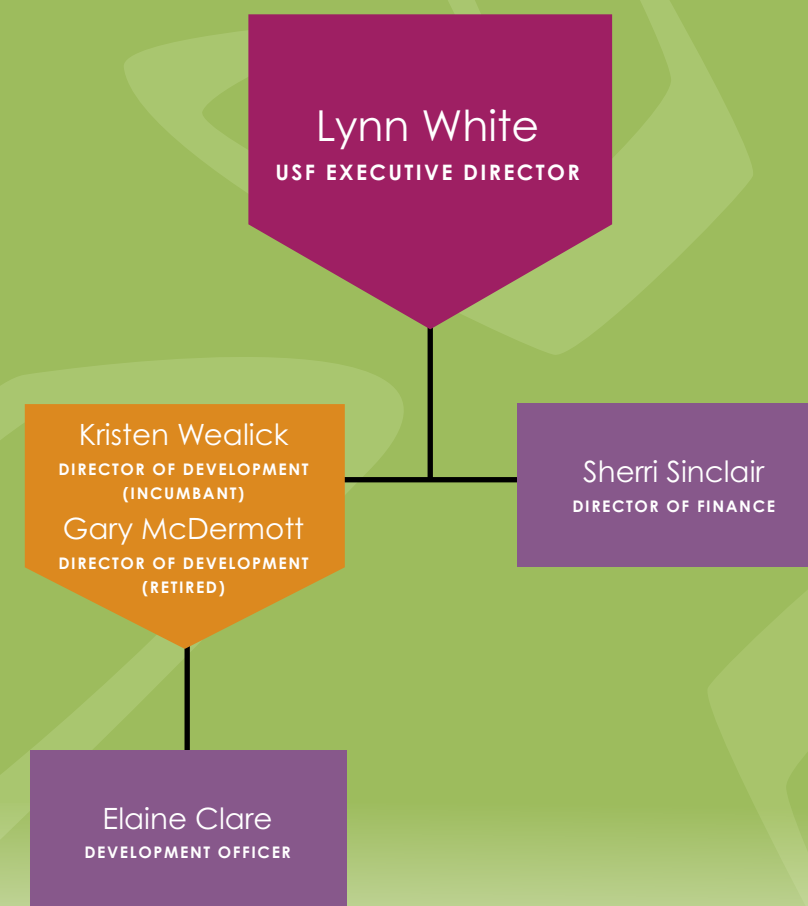 Lynn White
USF EXECUTIVE DIRECTOR
Kristen Wealick
DIRECTOR OF DEVELOPMENT
(INCUMBANT)
Gary McDermott
DIRECTOR OF DEVELOPMENT
(RETIRED)
Sherri Sinclair
DIRECTOR OF FINANCE
Elaine Clare
DEVELOPMENT OFFICER